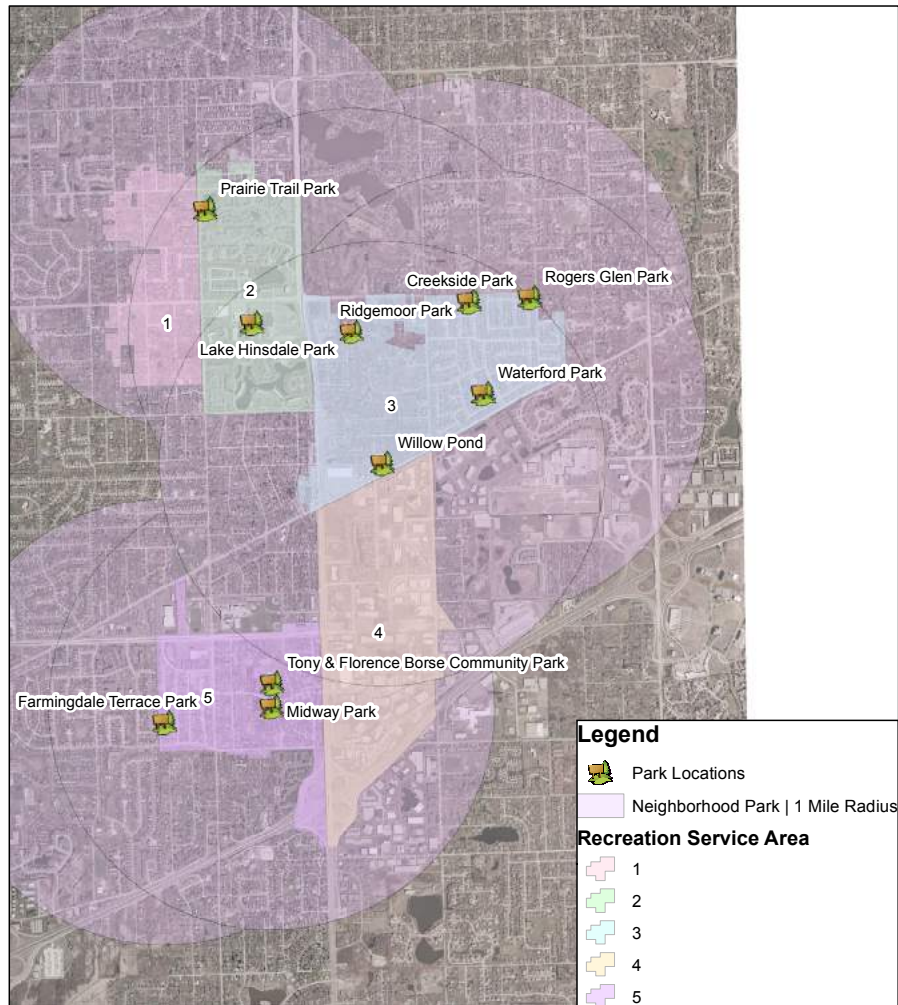 Prairie Trail Park
2
Creekside Park
Rogers Glen Park
Ridgemoor Park
1
Lake Hinsdale Park
Waterford Park
3
Willow Pond
4
Tony & Florence Borse Community Park
Farmingdale Terrace Park
5
Midway Park
Legend
Park Locations
Neighborhood Park | 1 Mile Radius
Recreation Service Area
1
2
3
4
5